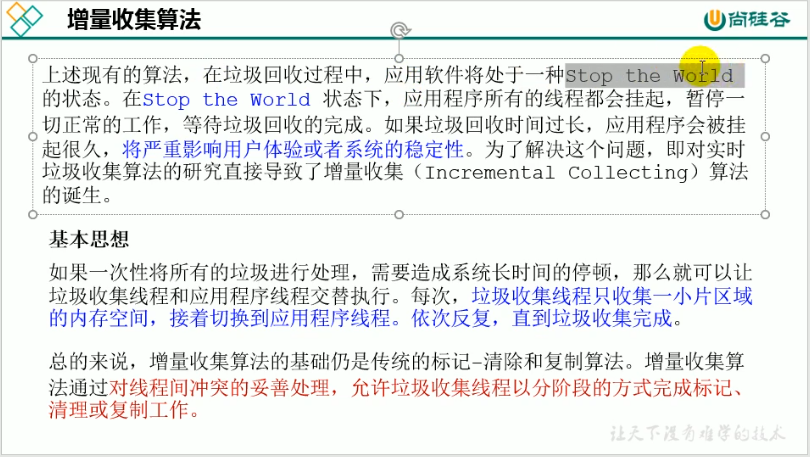 增量收集算法
尚硅谷
上述现有的算法，在垃圾回收过程中，应用软件将处于一种Stop the World
的状态。在Stop the World 状态下，应用程序所有的线程都会挂起，暂停一
切正常的工作，等待垃圾回收的完成。如果垃圾回收时间过长，应用程序会被挂
起很久，将严重影响用户体验或者系统的稳定性。为了解决这个问题，即对实时
垃圾收集算法的研究直接导致了增量收集（Incremental Collecting）算法
的诞生。
基本思想
如果一次性将所有的垃圾进行处理，需要造成系统长时间的停顿，那么就可以让
垃圾收集线程和应用程序线程交替执行。每次，垃圾收集线程只收集一小片区域
的内存空间，接着切换到应用程序线程。依次反复，直到垃圾收集完成。
总的来说，增量收集算法的基础仍是传统的标记-清除和复制算法。增量收集算
法通过对线程间冲突的妥善处理，允许垃圾收集线程以分阶段的方式完成标记、
清理或复制工作。
让天下没有难学的技术